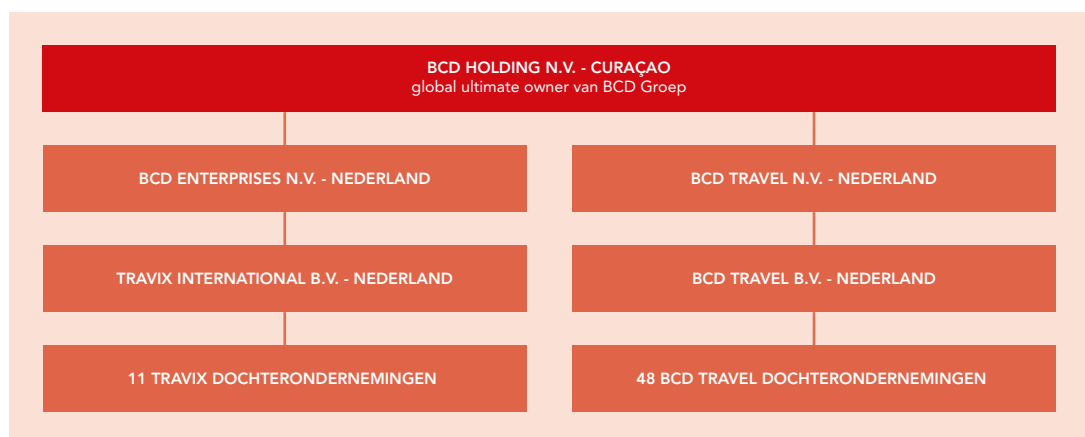 BCD HOLDING N.V. - CURAÇAO
global ultimate owner van BCD Groep
BCD ENTERPRISES N.V. - NEDERLAND
BCD TRAVEL N.V. - NEDERLAND
TRAVIX INTERNATIONAL B.V. - NEDERLAND
BCD TRAVEL B.V. - NEDERLAND
11 TRAVIX DOCHTERONDERNEMINGEN
48 BCD TRAVEL DOCHTERONDERNEMINGEN